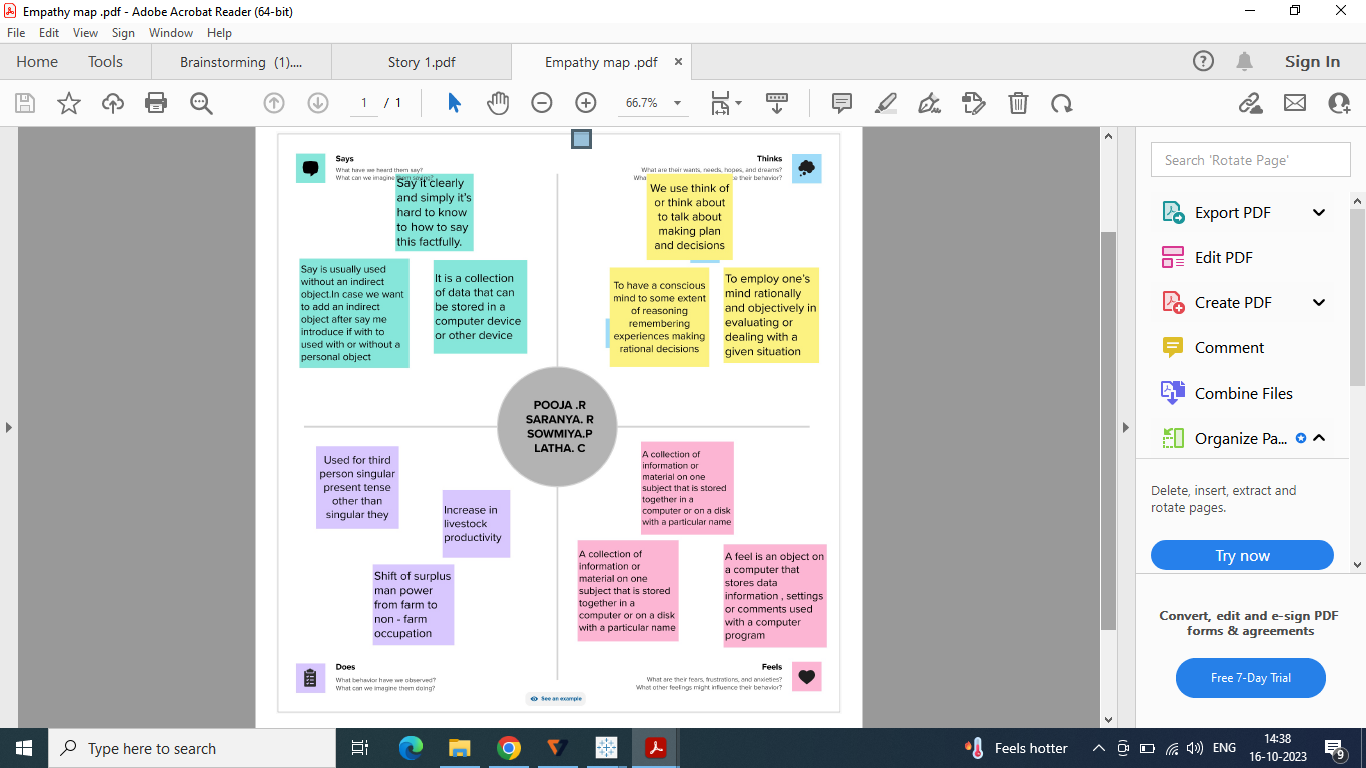 Empathy map .pdf - Adobe Acrobat Reader (64-bit)
File Edit View Sign Window Help
Home Tools Brainstorming (1).... Story 1.pdf Empathy map .pdf ×
? Sign In
1 / 1 66.7%
Says
What have we heard them say?
What can we imagine them saying?
Say it clearly
and simply it's
hard to know
to how to say
this factfully.
Say is usually used
without an indirect
object.In case we want
to add an indirect
object after say me
introduce if with to
used with or without a
personal object
It is a collection
of data that can
be stored in a
computer device
or other device
Thinks
What are their wants, needs, hopes, and dreams?
their behavior?
We use think of
or think about
to talk about
making plan
and decisions
To have a conscious
mind to some extent
of reasoning
remembering
experiences making
rational decisions
To employ one's
mind rationally
and objectively in
evaluating or
dealing with a
given situation
POOJA .R
SARANYA. R
SOWMIYA.P
LATHA. C
Used for third
person singular
present tense
other than
singular they
Increase in
livestock
productivity
Shift of surplus
man power
from farm to
non - farm
occupation
Does
What behavior have we observed?
What can we imagine them doing?
A collection of
information or
material on one
subject that is stored
together in a
computer or on a disk
with a particular name
A collection of
information or
material on one
subject that is stored
together in a
computer or on a disk
with a particular name
A feel is an object on
a computer that
stores data
information , settings
or comments used
with a computer
program
Feels
What are their fears, frustrations, and anxieties?
What other feelings might influence their behavior?
See an example
Search 'Rotate Page'
Export PDF
Edit PDF
Create PDF
Comment
Combine Files
Organize Pa...
Delete, insert, extract and
rotate pages.
Try now
Convert, edit and e-sign PDF
forms & agreements
Free 7-Day Trial
Type here to search
Feels hotter
ENG
14:38
16-10-2023
9